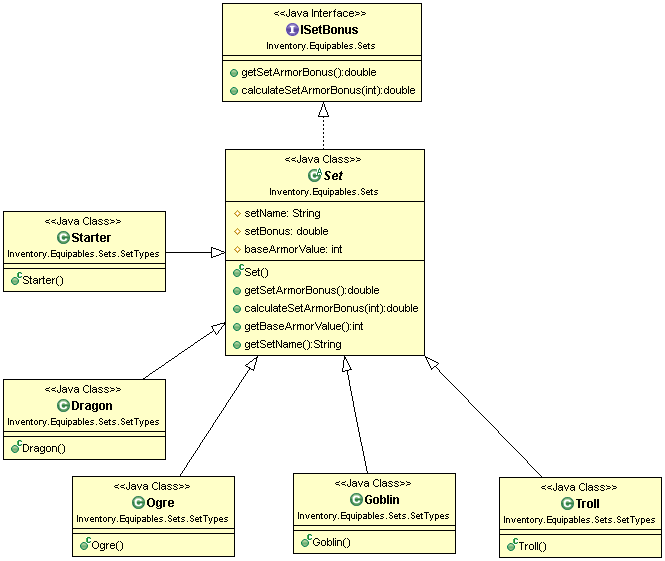 <<Java Interface>>
ISetBonus
Inventory.Equipables.Sets
getSetArmorBonus():double
calculateSetArmorBonus(int):double
<<Java Class>>
Set
Inventory.Equipables.Sets
setName: String
setBonus: double
baseArmorValue: int
Set()
getSetArmorBonus():double
calculateSetArmorBonus(int):double
getBaseArmorValue():int
getSetName():String
<<Java Class>>
Starter
Inventory.Equipables.Sets.SetTypes
Starter()
<<Java Class>>
Dragon
Inventory.Equipables.Sets.SetTypes
Dragon()
<<Java Class>>
Ogre
Inventory.Equipables.Sets.SetTypes
Ogre()
<<Java Class>>
Goblin
Inventory.Equipables.Sets.SetTypes
Goblin()
<<Java Class>>
Troll
Inventory.Equipables.Sets.SetTypes
Troll()